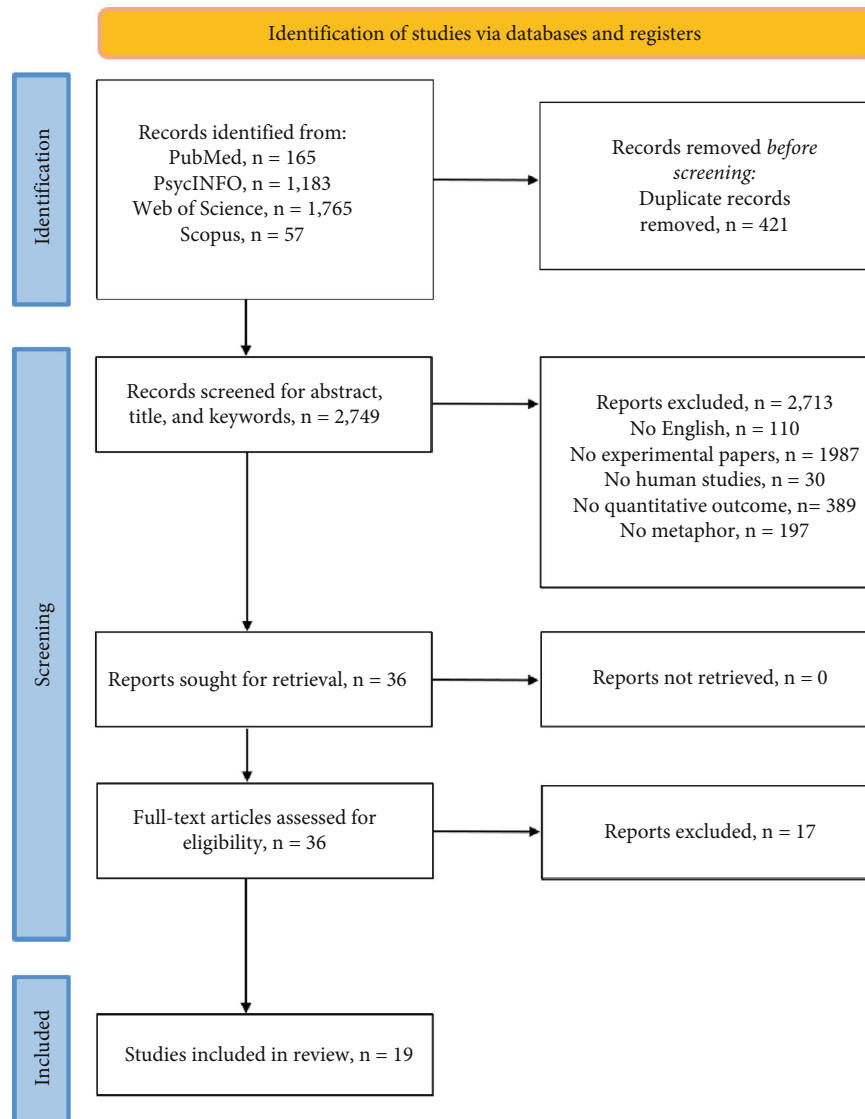 Identification of studies via databases and registers
Identification
Records identified from:
PubMed, n = 165
PsycINFO, n = 1,183
Web of Science, n = 1,765
Scopus, n = 57
Records removed before
screening:
Duplicate records
removed, n = 421
Screening
Records screened for abstract,
title, and keywords, n = 2,749
Reports excluded, n = 2,713
No English, n = 110
No experimental papers, n = 1987
No human studies, n = 30
No quantitative outcome, n= 389
No metaphor, n = 197
Reports sought for retrieval, n = 36
Reports not retrieved, n = 0
Full-text articles assessed for
eligibility, n = 36
Reports excluded, n = 17
Included
Studies included in review, n = 19